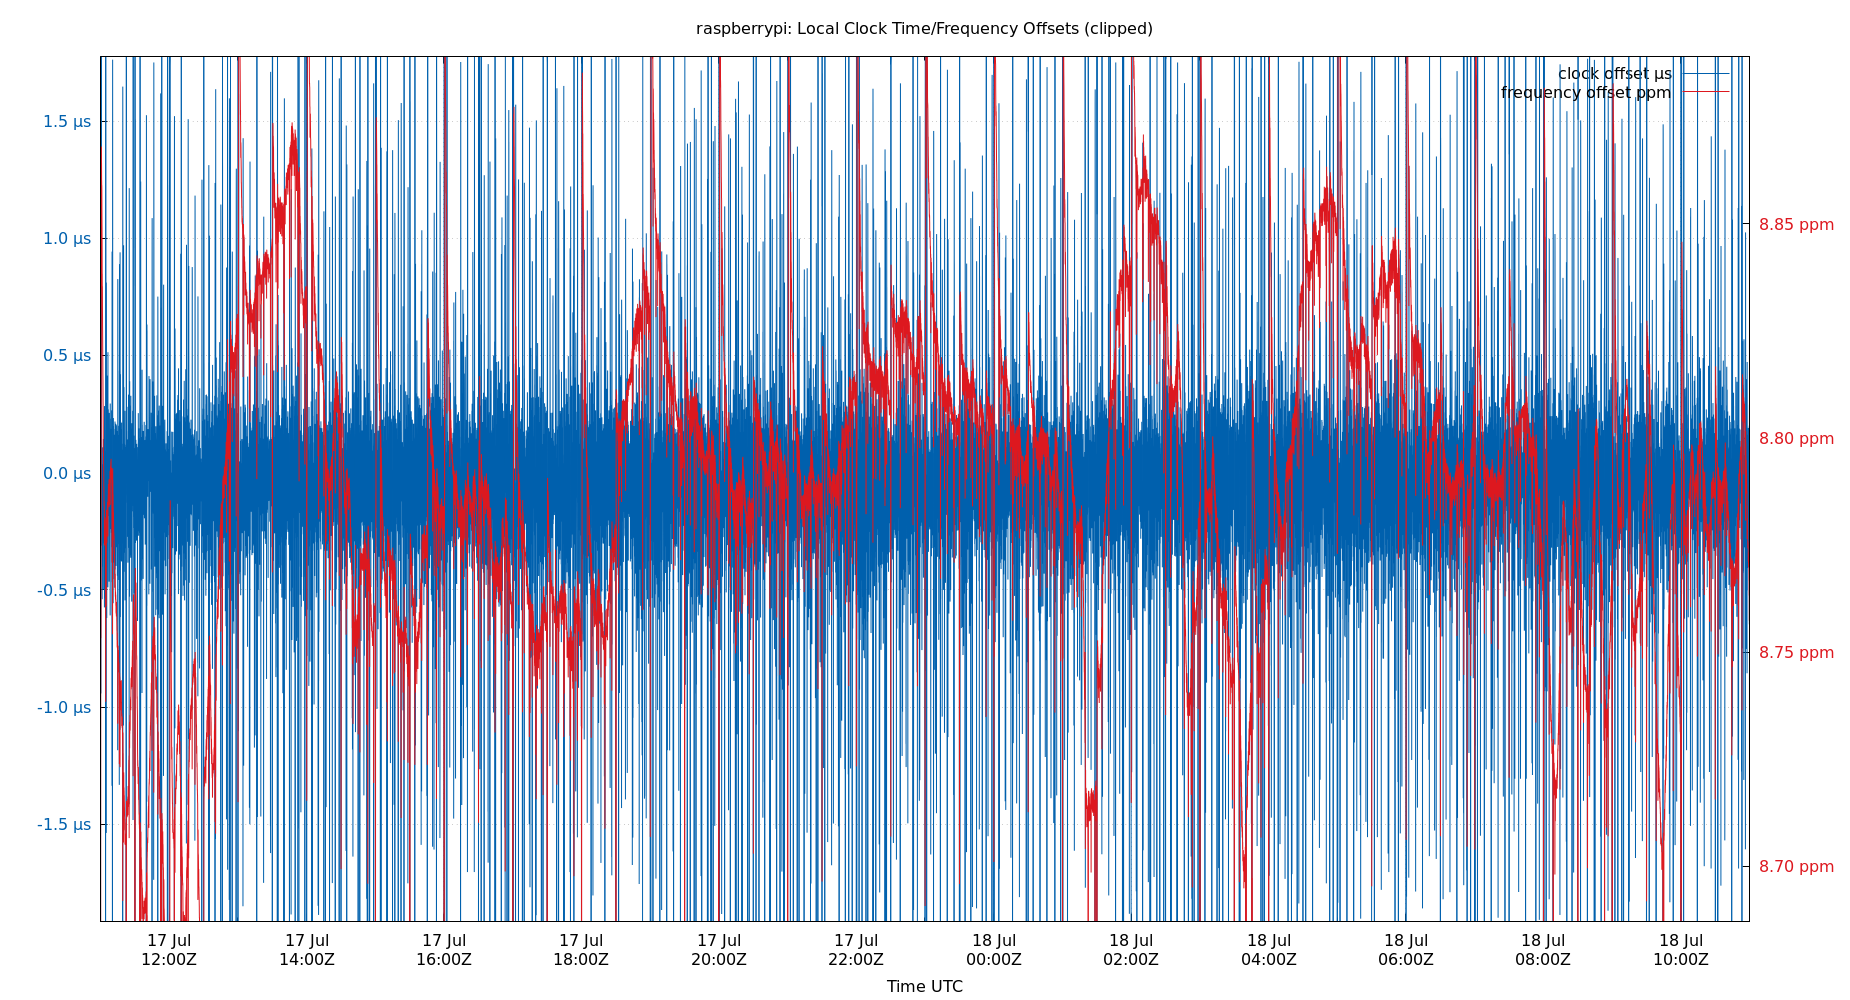 raspberrypi: Local Clock Time/Frequency Offsets (clipped)
clock offset µs
frequency offset ppm
1.5 µs
1.0 µs
0.5 µs
0.0 µs
-0.5 µs
-1.0 µs
-1.5 µs
8.85 ppm
8.80 ppm
8.75 ppm
8.70 ppm
17 Jul 17 Jul 17 Jul 17 Jul 17 Jul 17 Jul 18 Jul 18 Jul 18 Jul 18 Jul 18 Jul 18 Jul
12:00Z 14:00Z 16:00Z 18:00Z 20:00Z 22:00Z 00:00Z 02:00Z 04:00Z 06:00Z 08:00Z 10:00Z
Time UTC